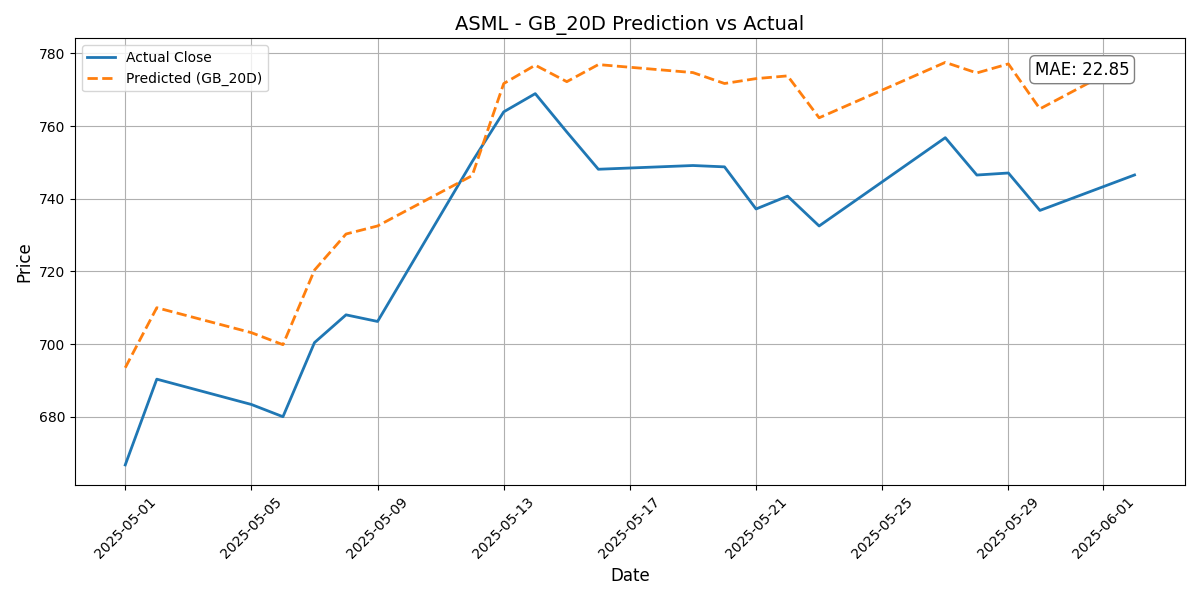 ASML - GB_20D Prediction vs Actual
Actual Close
Predicted (GB_20D)
MAE: 22.85
Price
780
760
740
720
700
680
2025-05-01
2025-05-05
2025-05-09
2025-05-13
2025-05-17
2025-05-21
2025-05-25
2025-05-29
2025-06-01
Date